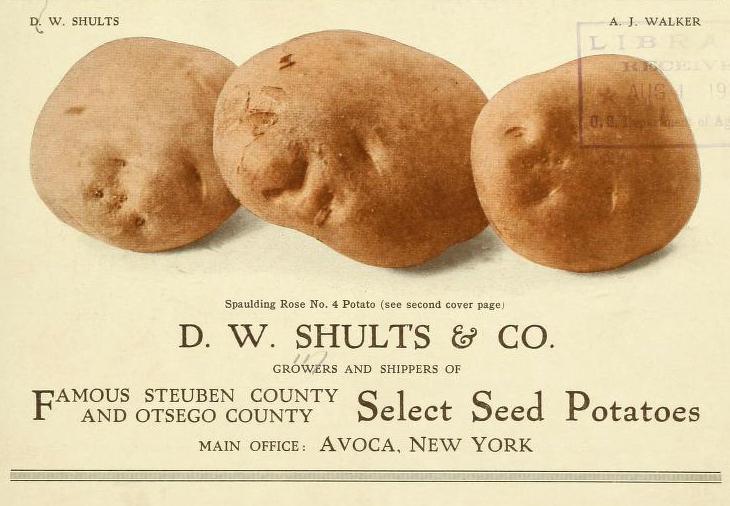 D. W. SHULTS
A. J. WALKER
LIBRA
RECEIVE
AUG 1 19
U. S. Department of Ag
Spaulding Rose No. 4 Potato (see second cover page)
D. W. SHULTS & CO.
GROWERS AND SHIPPERS OF
FAMOUS STEUBEN COUNTY
AND OTSEGO COUNTY
Select Seed Potatoes
MAIN OFFICE: AVOCA, NEW YORK